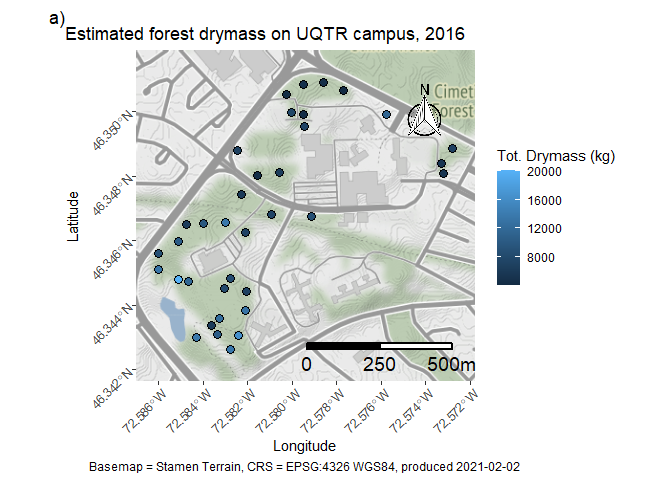 a)
Estimated forest drymass on UQTR campus, 2016
N
Cimet
Forest
46.350°N
46.348°N
46.346°N
46.344°N
46.342°N
Latitude
0 250 500m
72.586°W 72.584°W 72.582°W 72.580°W 72.578°W 72.576°W 72.574°W 72.572°W
Longitude
Tot. Drymass (kg)
20000
16000
12000
8000
Basemap = Stamen Terrain, CRS = EPSG:4326 WGS84, produced 2021-02-02